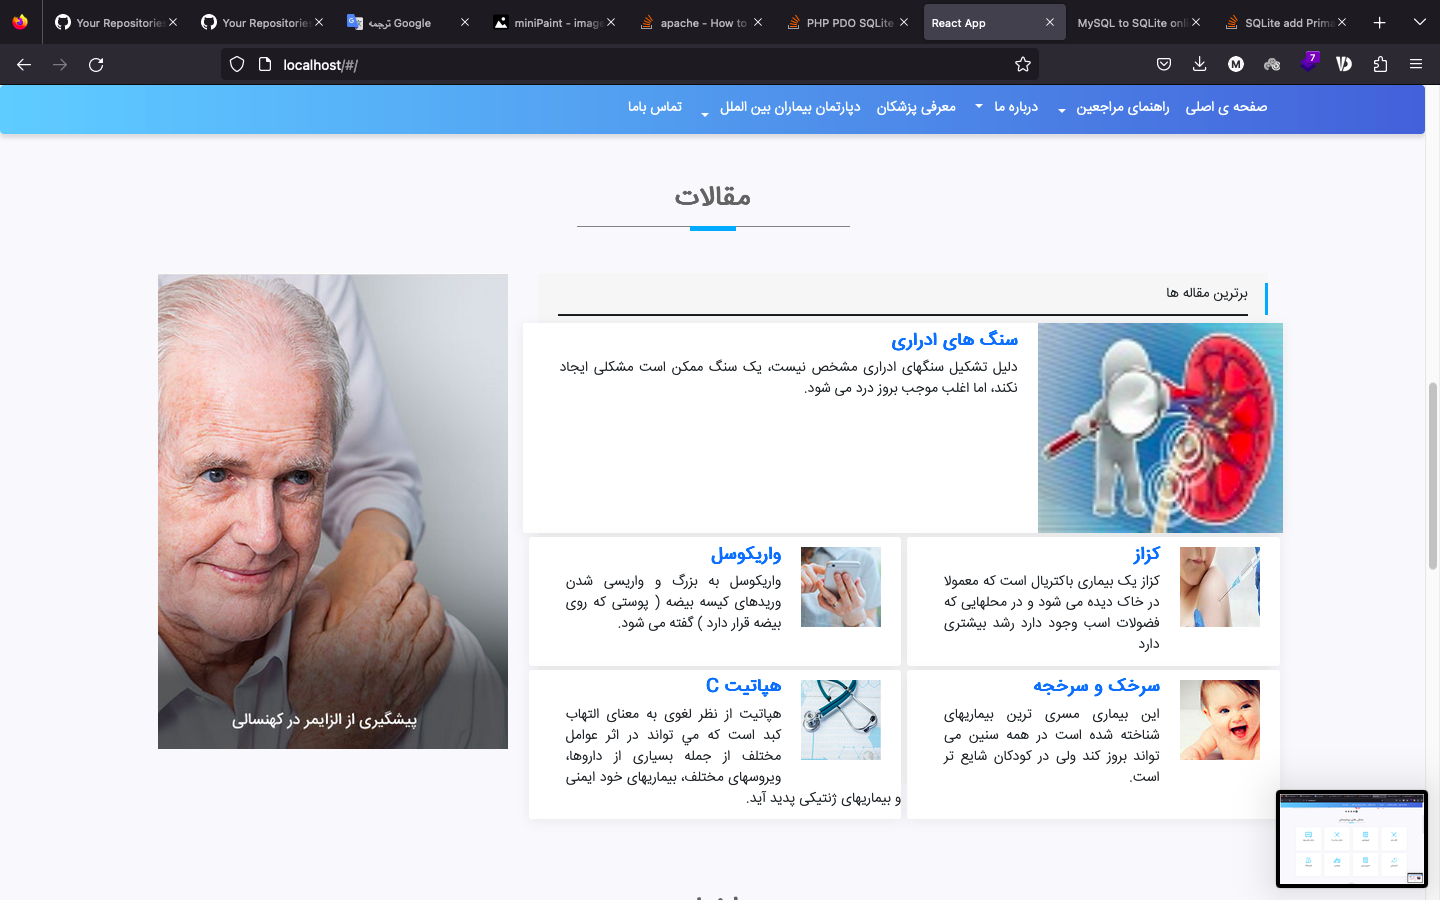 Your Repositories
Your Repositories
ترجمه Google
miniPaint - image
apache - How to
PHP PDO SQLite
React App
MySQL to SQLite onl
SQLite add Prima
localhost/#/
7
صفحه ی اصلی
راهنمای مراجعین
درباره ما
معرفی پزشکان
دپارتمان بیماران بین الملل
تماس باما
مقالات
برترین مقاله ها
سنگ های ادراری
دلیل تشکیل سنگهای ادراری مشخص نیست، یک سنگ ممکن است مشکلی ایجاد
نکند، اما اغلب موجب بروز درد می شود.
کزاز
کزاز یک بیماری باکتریال است که معمولا
در خاک دیده می شود و در محلهایی که
فضولات اسب وجود دارد رشد بیشتری
دارد
واریکوسل
واریکوسل به بزرگ و واریسی شدن
وریدهای کیسه بیضه ( پوستی که روی
بیضه قرار دارد ) گفته می شود.
سرخک و سرخجه
این بیماری مسری ترین بیماریهای
شناخته شده است در همه سنین می
تواند بروز کند ولی در کودکان شایع تر
است.
هپاتیت C
هپاتیت از نظر لغوی به معنای التهاب
کبد است که مي تواند در اثر عوامل
مختلف از جمله بسیاری از داروها،
ویروسهای مختلف، بیماریهای خود ایمنی
و بیماریهای ژنتیکی پدید آید.
پیشگیری از الزایمر در کهنسالی